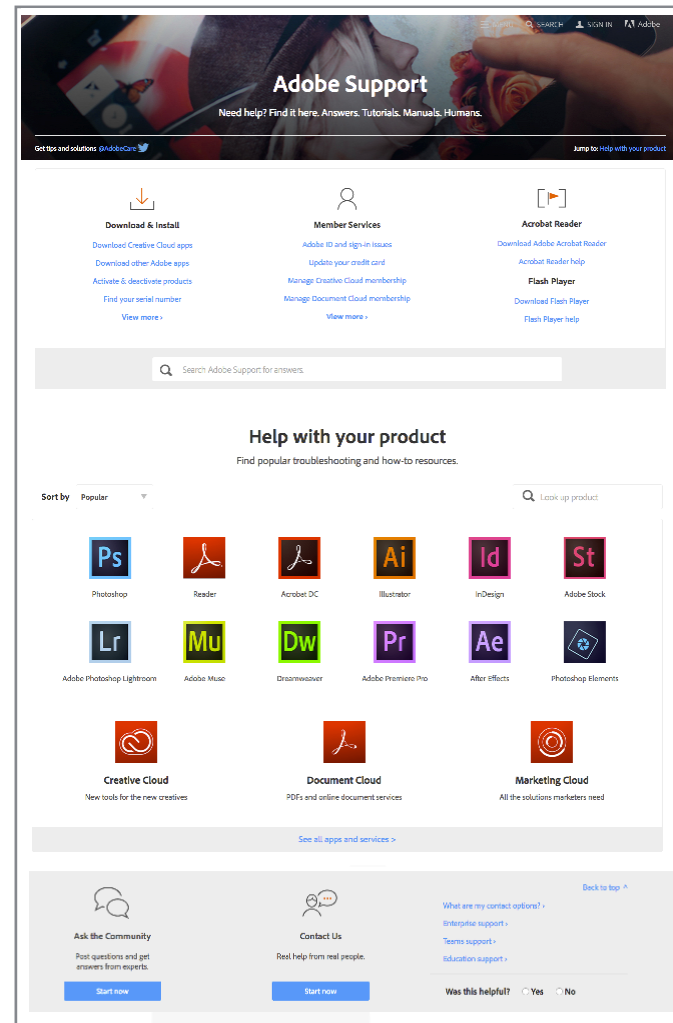 SEARCH SIGN IN Adobe
Adobe Support
Need help? Find it here. Answers. Tutorials. Manuals. Humans.
Get tips and solutions @AdobeCare
Jump to: Help with your product
Download & Install
Download Creative Cloud apps
Download other Adobe apps
Activate & deactivate products
Find your serial number
View more ›
Member Services
Adobe ID and sign-in issues
Update your credit card
Manage Creative Cloud membership
Manage Document Cloud membership
View more ›
Acrobat Reader
Download Adobe Acrobat Reader
Acrobat Reader help
Flash Player
Download Flash Player
Flash Player help
Search Adobe Support for answers
Help with your product
Find popular troubleshooting and how-to resources.
Sort by Popular
Look up product
Ps Ai Id St
Photoshop Reader Acrobat DC Illustrator InDesign Adobe Stock
Lr Mu Dw Pr Ae
Adobe Photoshop Lightroom Adobe Muse Dreamweaver Adobe Premiere Pro After Effects Photoshop Elements
Creative Cloud
New tools for the new creatives
Document Cloud
PDFs and online document services
Marketing Cloud
All the solutions marketers need
See all apps and services >
Ask the Community
Post questions and get
answers from experts.
Start now
Contact Us
Real help from real people.
Start now
Back to top ^
What are my contact options? ›
Enterprise support ›
Teams support ›
Education support ›
Was this helpful? Yes No